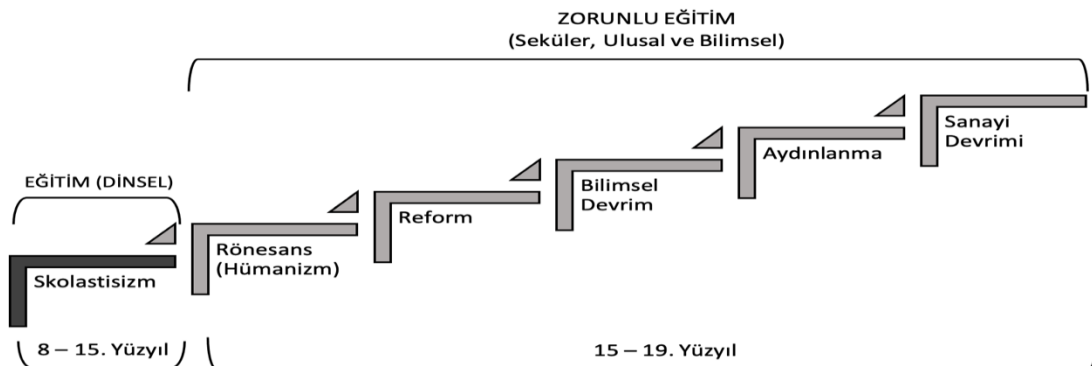 ZORUNLU EĞİTİM
(Seküler, Ulusal ve Bilimsel)
EĞİTİM (DİNSEL)
Skolastisizm
Rönesans
(Hümanizm)
Reform
Bilimsel
Devrim
Aydınlanma
Sanayi
Devrimi
8 – 15. Yüzyıl
15 – 19. Yüzyıl